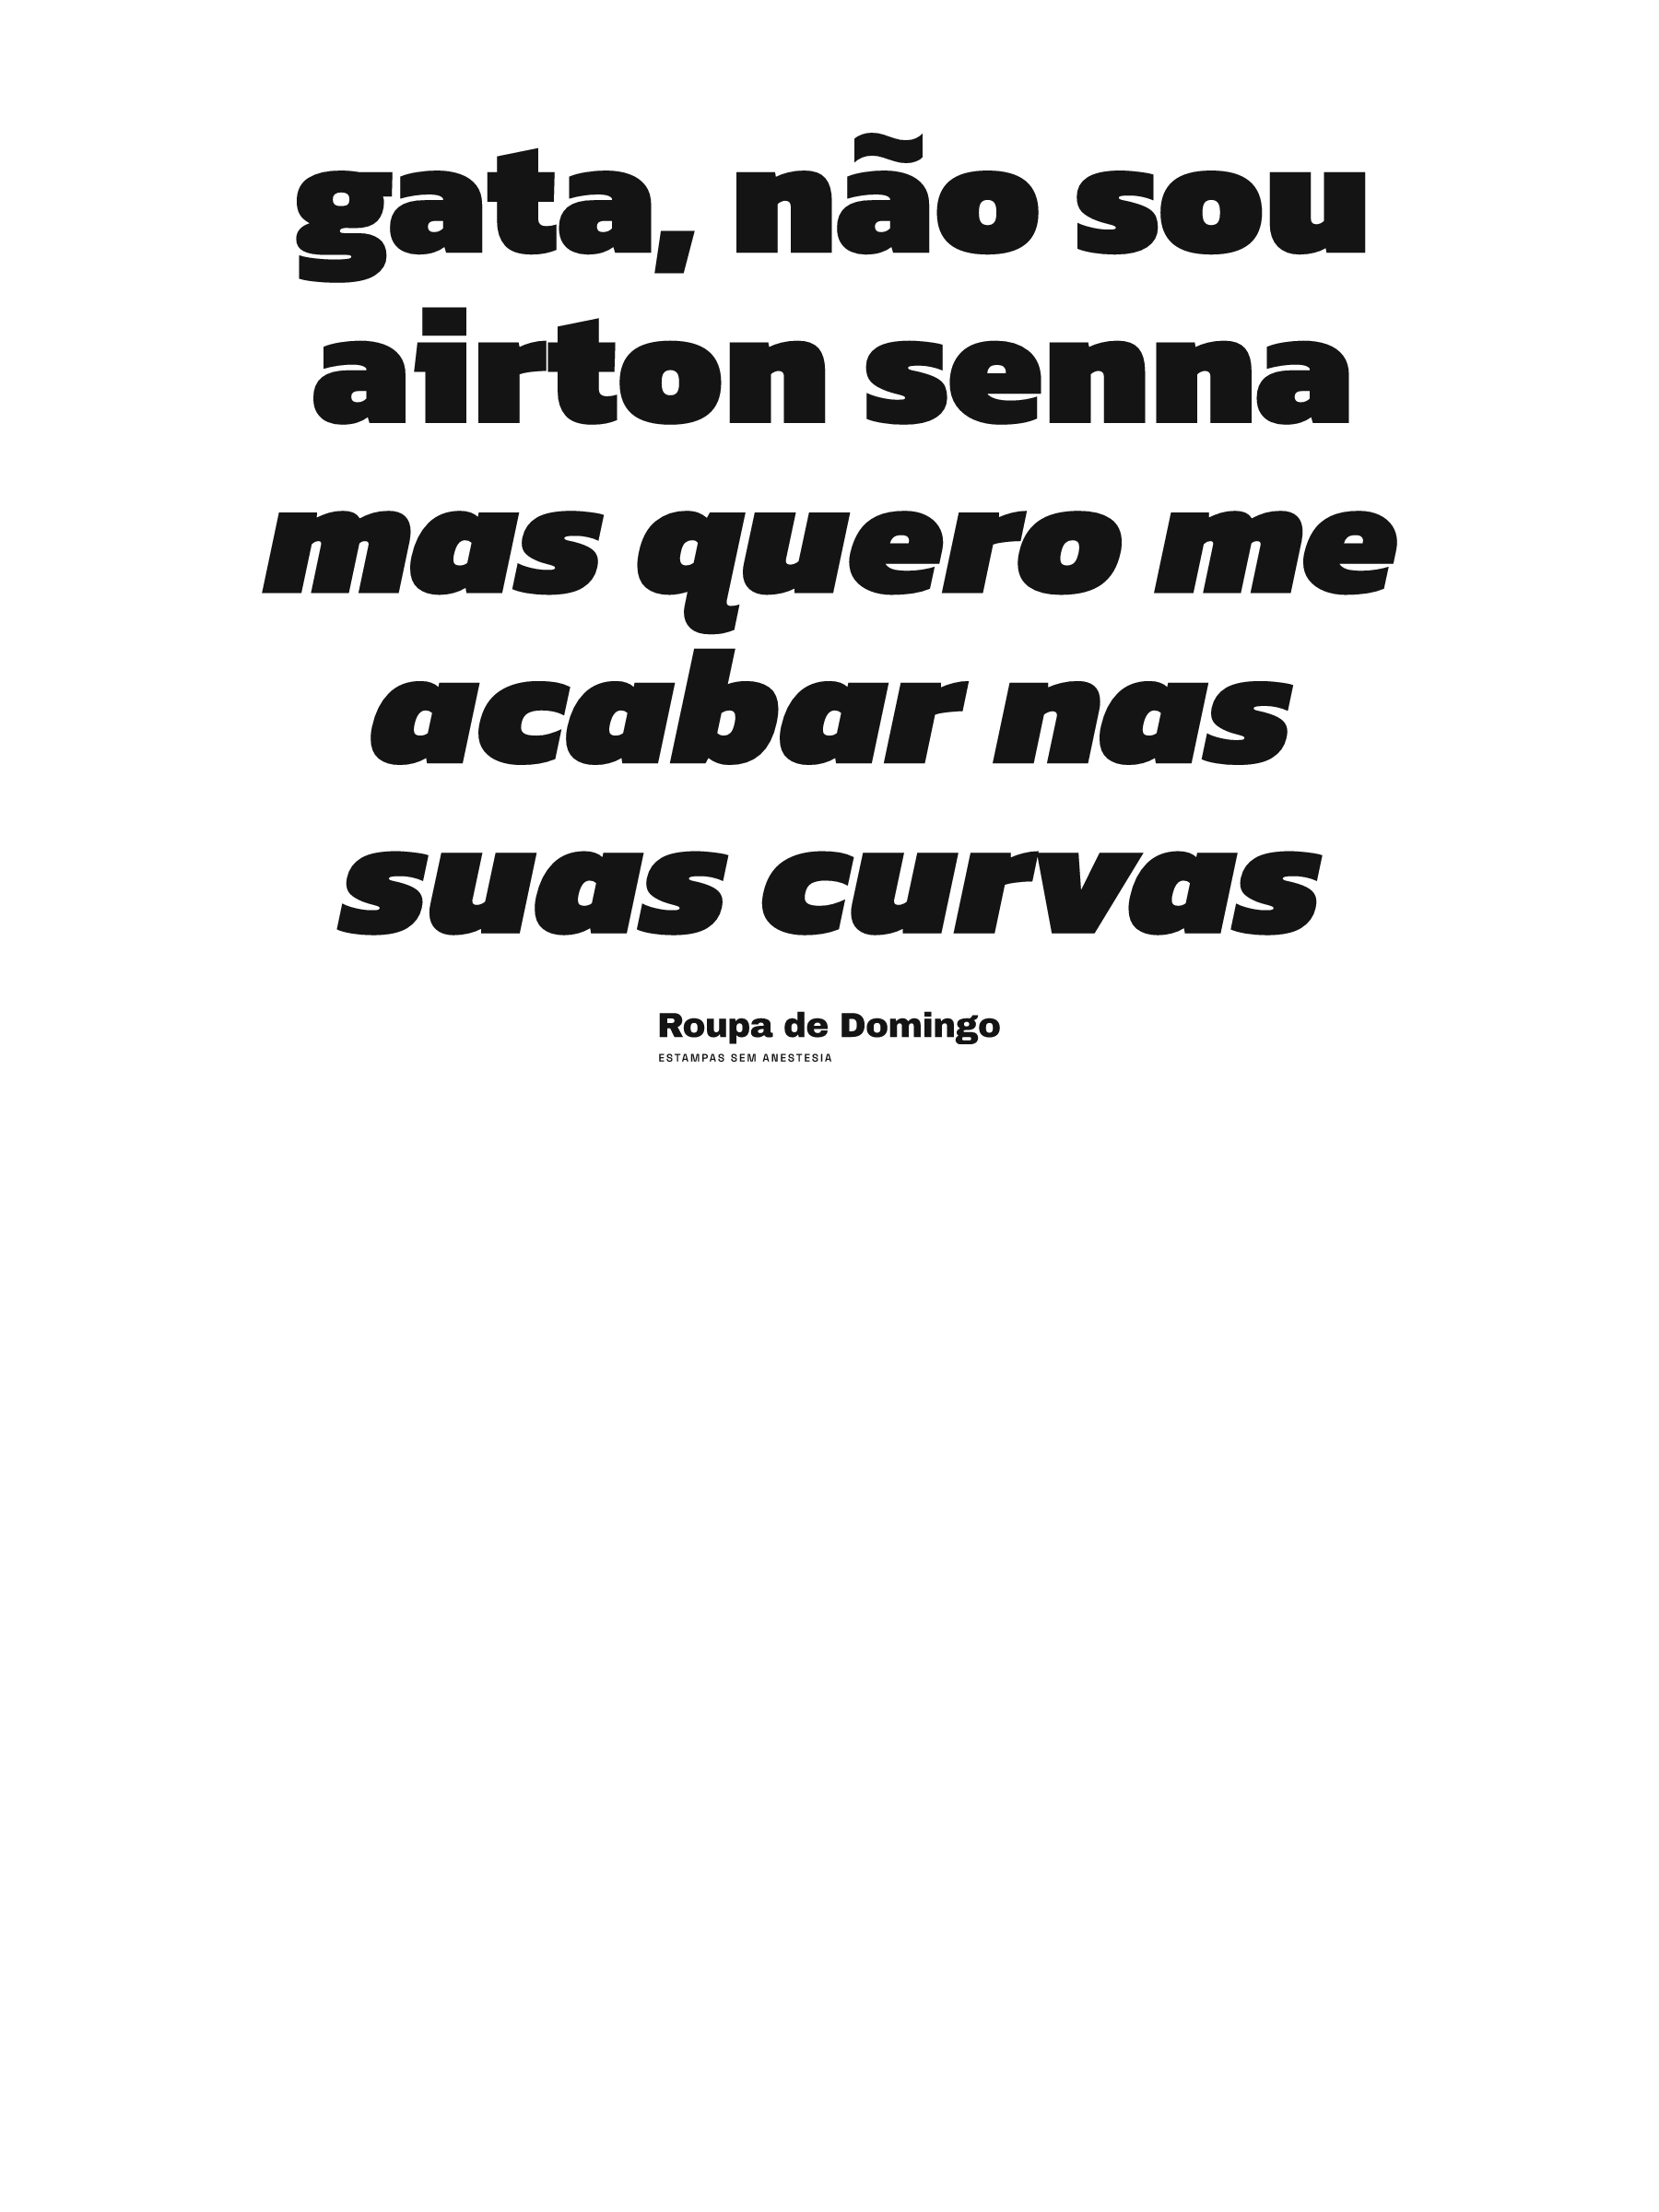 gata, não sou
airton senna
mas quero me
acabar nas
suas curvas
Roupa de Domingo
ESTAMPAS SEM ANESTESIA